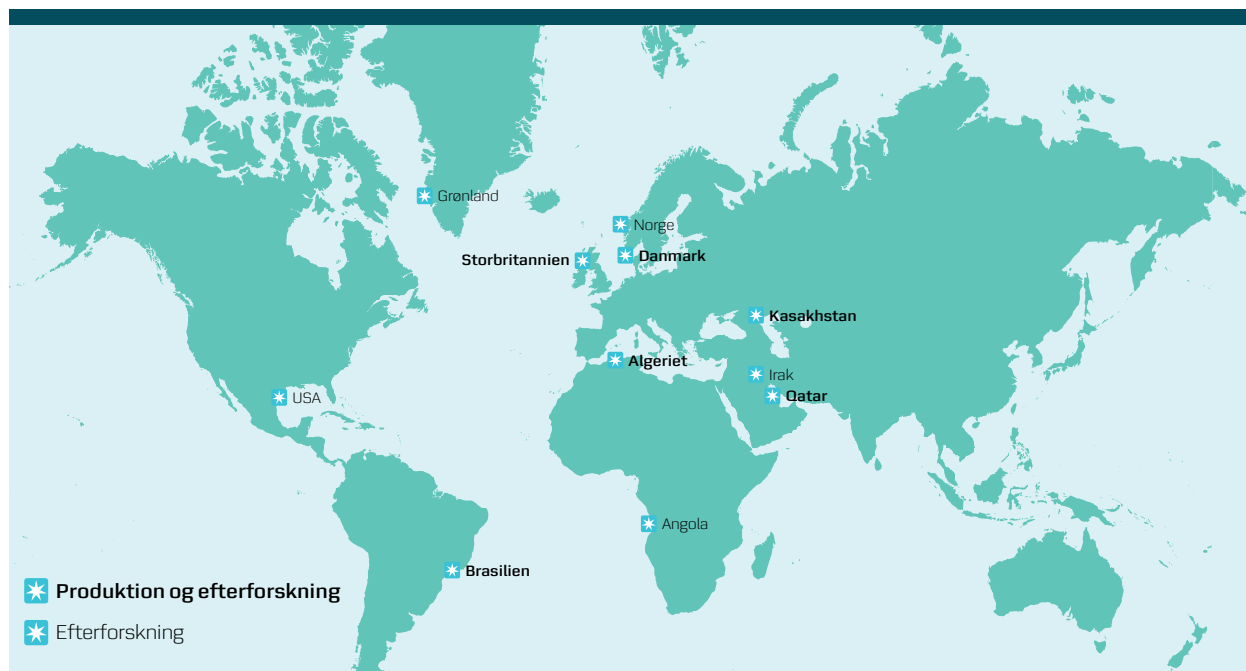 Grønland
Norge
Storbritannien
Danmark
Kasakhstan
Algeriet
Irak
USA
Qatar
Angola
Brasilien
Produktion og efterforskning
Efterforskning